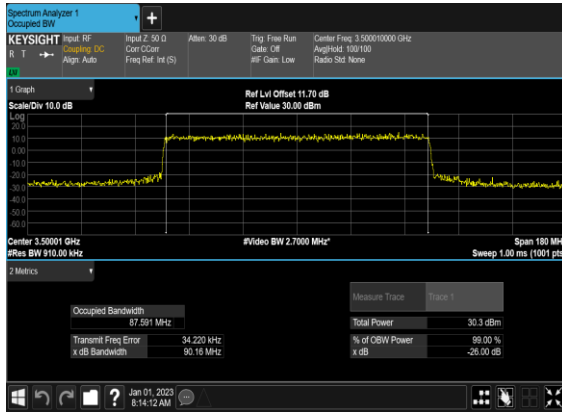 Spectrum Analyzer 1
Occupied BW
+
KEYSIGHT Input: RF Input Z: 50 Ω Atten: 30 dB Trig: Free Run Center Freq: 3.500010000 GHz
R T Coupling: DC Corr CCorr Gate: Off Avg|Hold: 100/100
Align: Auto Freq Ref: Int (S) #IF Gain: Low Radio Std: None
1 Graph
Ref Lvl Offset 11.70 dB
Scale/Div 10.0 dB Ref Value 30.00 dBm
Log
20.0
10.0
0.00
-10.0
-20.0
-30.0
-40.0
-50.0
-60.0
Center 3.50001 GHz #Video BW 2.7000 MHz* Span 180 MH
#Res BW 910.00 kHz Sweep 1.00 ms (1001 pts
2 Metrics
Measure Trace Trace 1
Occupied Bandwidth
87.591 MHz
Total Power 30.3 dBm
Transmit Freq Error 34.220 kHz % of OBW Power 99.00 %
x dB Bandwidth 90.16 MHz x dB -26.00 dB
?
Jan 01, 2023
8:14:12 AM